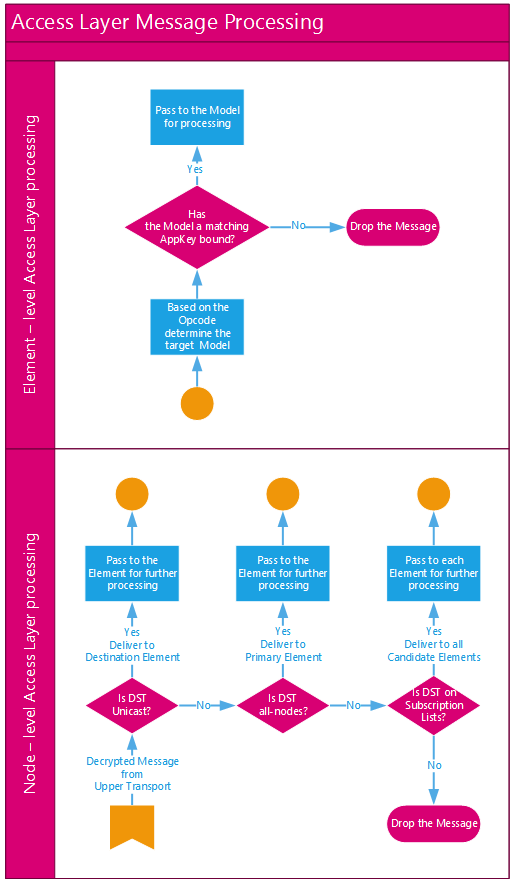 Access Layer Message Processing
Element – level Access Layer processing
Pass to the Model
for processing
Yes
Has
the Model a matching
AppKey bound?
No
Drop the Message
Based on the
Opcode
determine the
target Model
Node – level Access Layer processing
Pass to the
Element for further
processing
Pass to the
Element for further
processing
Pass to each
Element for further
processing
Yes
Deliver to
Destination Element
Yes
Deliver to
Primary Element
Yes
Deliver to all
Candidate Elements
Is DST
Unicast?
No
Is DST
all-nodes?
No
Is DST on
Subscription
Lists?
Decrypted Message
from
Upper Transport
No
Drop the Message